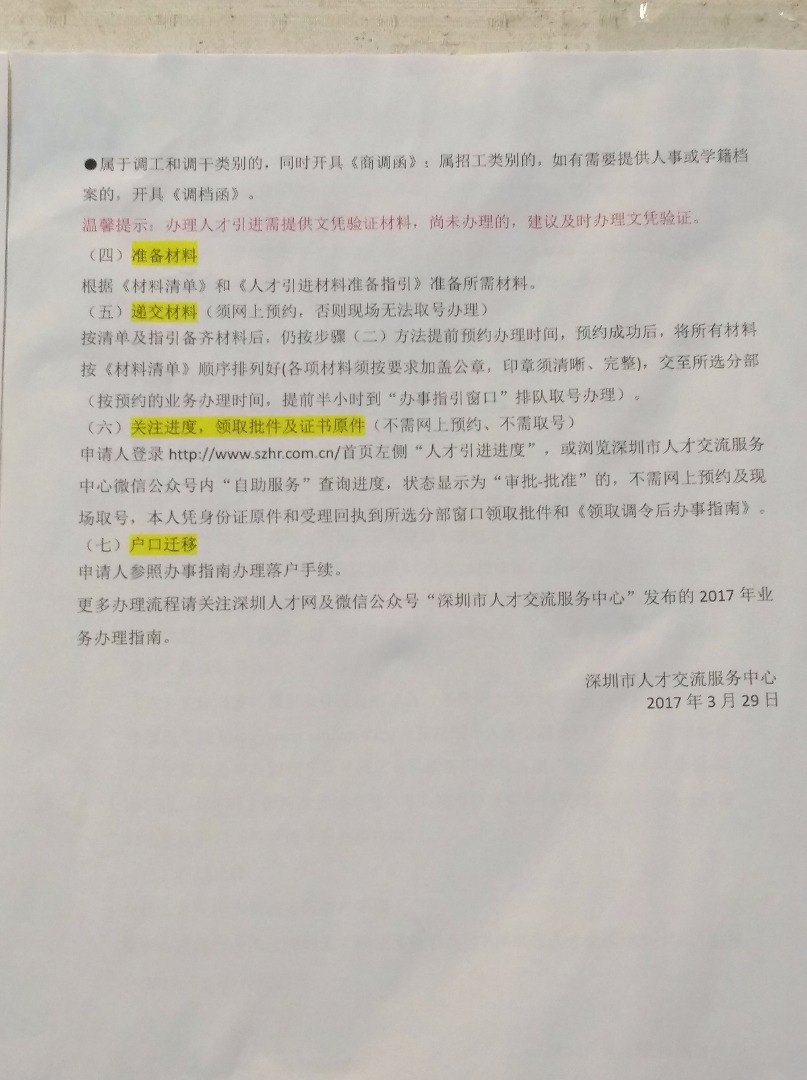 ●属于调工和调干类别的，同时开具《商调函》；属招工类别的，如有需要提供人事或学籍档
案的，开具《调档函》。
温馨提示：办理人才引进需提供文凭验证材料，尚未办理的，建议及时办理文凭验证。
（四）准备材料
根据《材料清单》和《人才引进材料准备指引》准备所需材料。
（五）递交材料（须网上预约，否则现场无法取号办理）
按清单及指引备齐材料后，仍按步骤（二）方法提前预约办理时间，预约成功后，将所有材料
按《材料清单》顺序排列好(各项材料须按要求加盖公章，印章须清晰、完整)，交至所选分部
（按预约的业务办理时间，提前半小时到“办事指引窗口”排队取号办理）。
（六）关注进度，领取批件及证书原件（不需网上预约、不需取号）
申请人登录 http://www.szhr.com.cn/首页左侧“人才引进进度”，或浏览深圳市人才交流服务
中心微信公众号内“自助服务”查询进度，状态显示为“审批-批准”的，不需网上预约及现
场取号，本人凭身份证原件和受理回执到所选分部窗口领取批件和《领取调令后办事指南》。
（七）户口迁移
申请人参照办事指南办理落户手续。
更多办理流程请关注深圳人才网及微信公众号“深圳市人才交流服务中心”发布的 2017 年业
务办理指南。
深圳市人才交流服务中心
2017 年 3 月 29 日